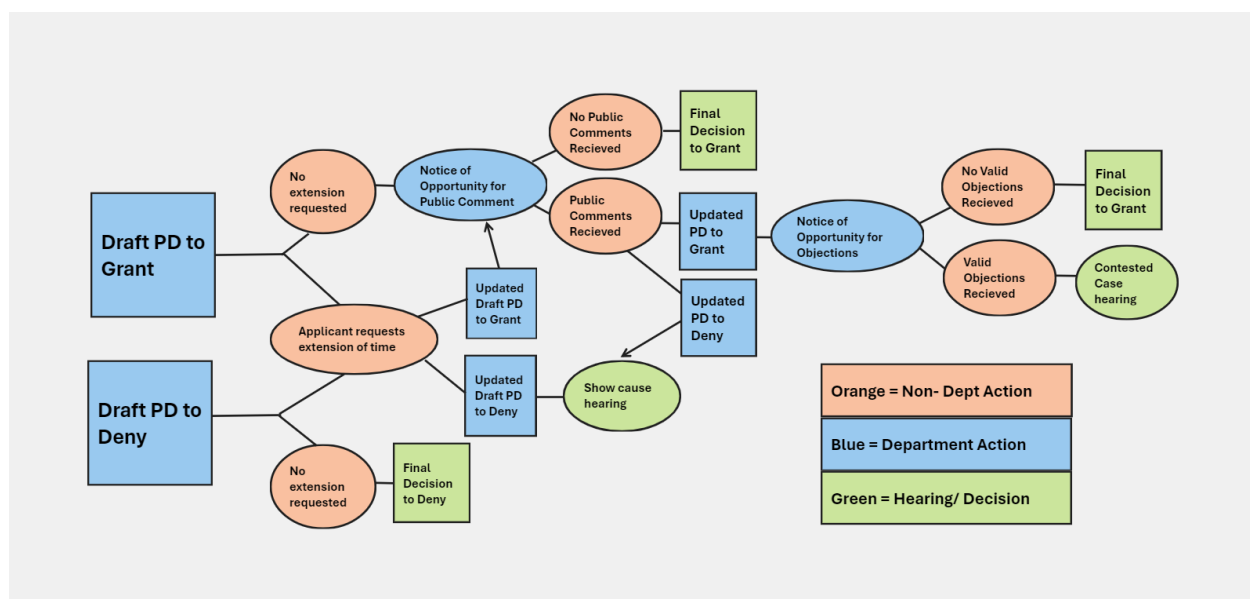 Draft PD to
Grant
Draft PD to
Deny
No
extension
requested
Applicant requests
extension of time
No
extension
requested
Final
Decision
to Deny
Notice of
Opportunity for
Public Comment
Updated
Draft PD
to Grant
Updated
Draft PD
to Deny
No Public
Comments
Recieved
Public
Comments
Recieved
Show cause
hearing
Final
Decision
to Grant
Updated
PD to
Grant
Updated
PD to
Deny
Notice of
Opportunity for
Objections
No Valid
Objections
Recieved
Valid
Objections
Recieved
Final
Decision
to Grant
Contested
Case
hearing
Orange = Non- Dept Action
Blue = Department Action
Green = Hearing/ Decision